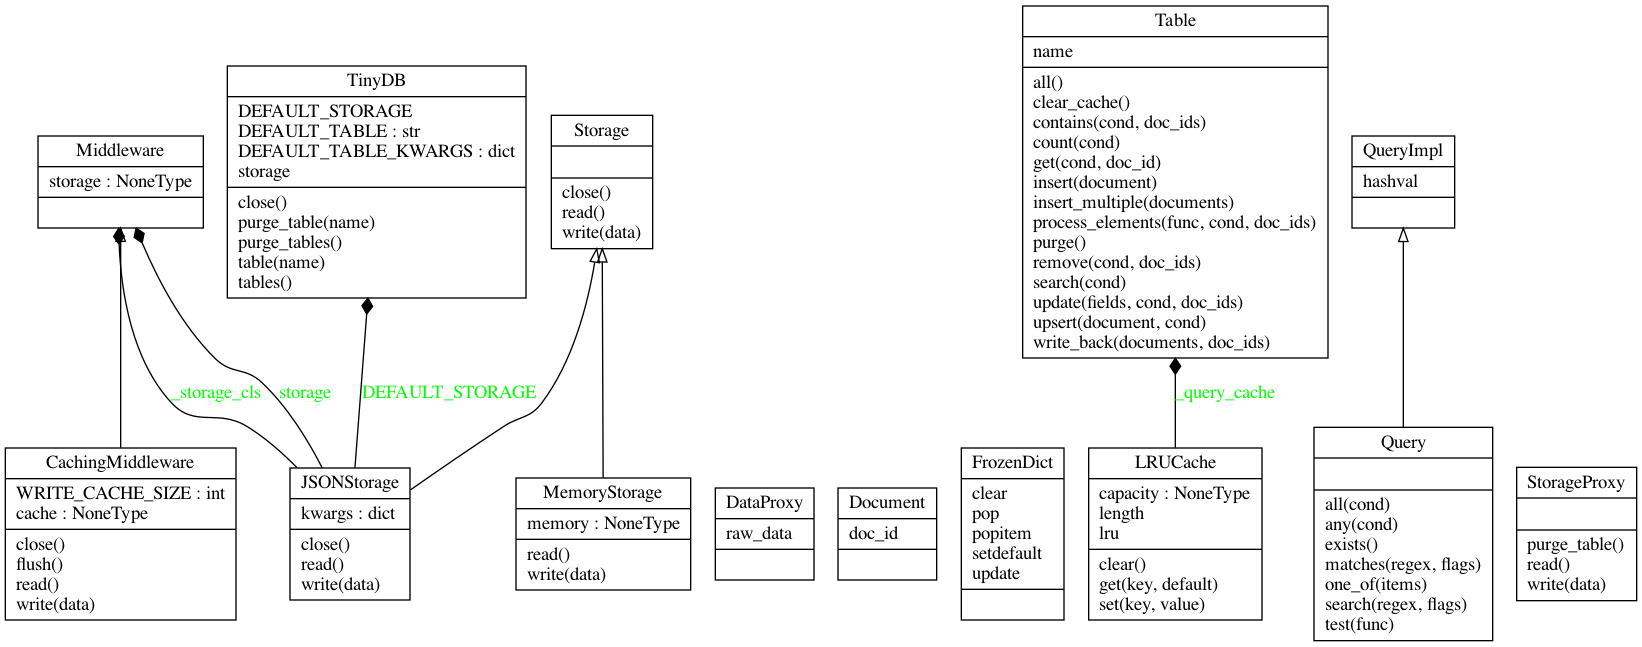 Middleware
storage : NoneType
TinyDB
DEFAULT_STORAGE
DEFAULT_TABLE : str
DEFAULT_TABLE_KWARGS : dict
storage
close()
purge_table(name)
purge_tables()
table(name)
tables()
Storage
close()
read()
write(data)
Table
name
all()
clear_cache()
contains(cond, doc_ids)
count(cond)
get(cond, doc_id)
insert(document)
insert_multiple(documents)
process_elements(func, cond, doc_ids)
purge()
remove(cond, doc_ids)
search(cond)
update(fields, cond, doc_ids)
upsert(document, cond)
write_back(documents, doc_ids)
QueryImpl
hashval
_storage_cls
storage
DEFAULT_STORAGE
_query_cache
CachingMiddleware
WRITE_CACHE_SIZE : int
cache : NoneType
close()
flush()
read()
write(data)
JSONStorage
kwargs : dict
close()
read()
write(data)
MemoryStorage
memory : NoneType
read()
write(data)
DataProxy
raw_data
Document
doc_id
FrozenDict
clear
pop
popitem
setdefault
update
LRUCache
capacity : NoneType
length
lru
clear()
get(key, default)
set(key, value)
Query
all(cond)
any(cond)
exists()
matches(regex, flags)
one_of(items)
search(regex, flags)
test(func)
StorageProxy
purge_table()
read()
write(data)